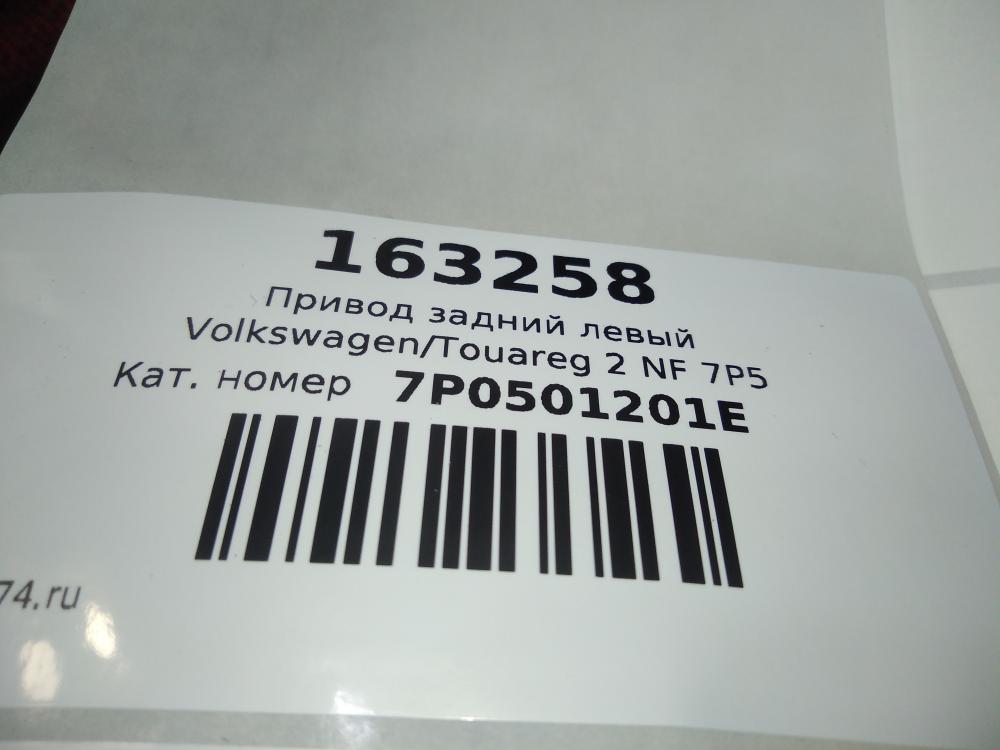 163258
Привод задний левый
Volkswagen/Touareg 2 NF 7P5
Кат. номер 7P0501201E
74.ru